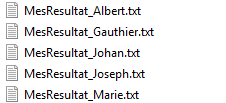 MesResultat_Albert.txt
MesResultat_Gauthier.txt
MesResultat_Johan.txt
MesResultat_Joseph.txt
MesResultat_Marie.txt